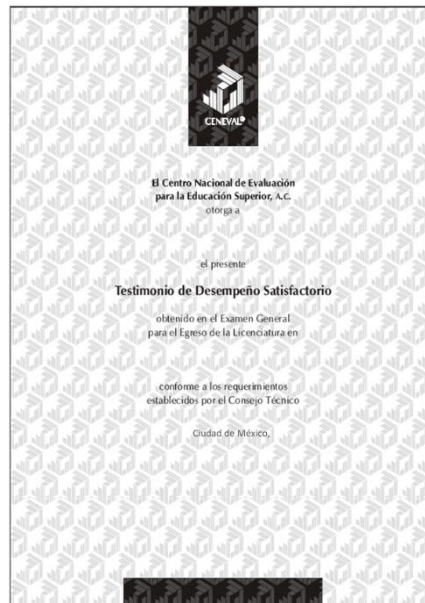 CENEVAL®
El Centro Nacional de Evaluación
para la Educación Superior, A.C.
otorga a
el presente
Testimonio de Desempeño Satisfactorio
obtenido en el Examen General
para el Egreso de la Licenciatura en
conforme a los requerimientos
establecidos por el Consejo Técnico
Ciudad de México,